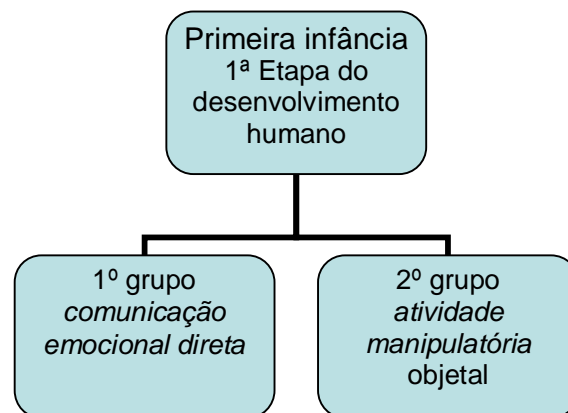 Primeira infância
1ª Etapa do
desenvolvimento
humano
1º grupo
comunicação
emocional direta
2º grupo
atividade
manipulatória
objetal